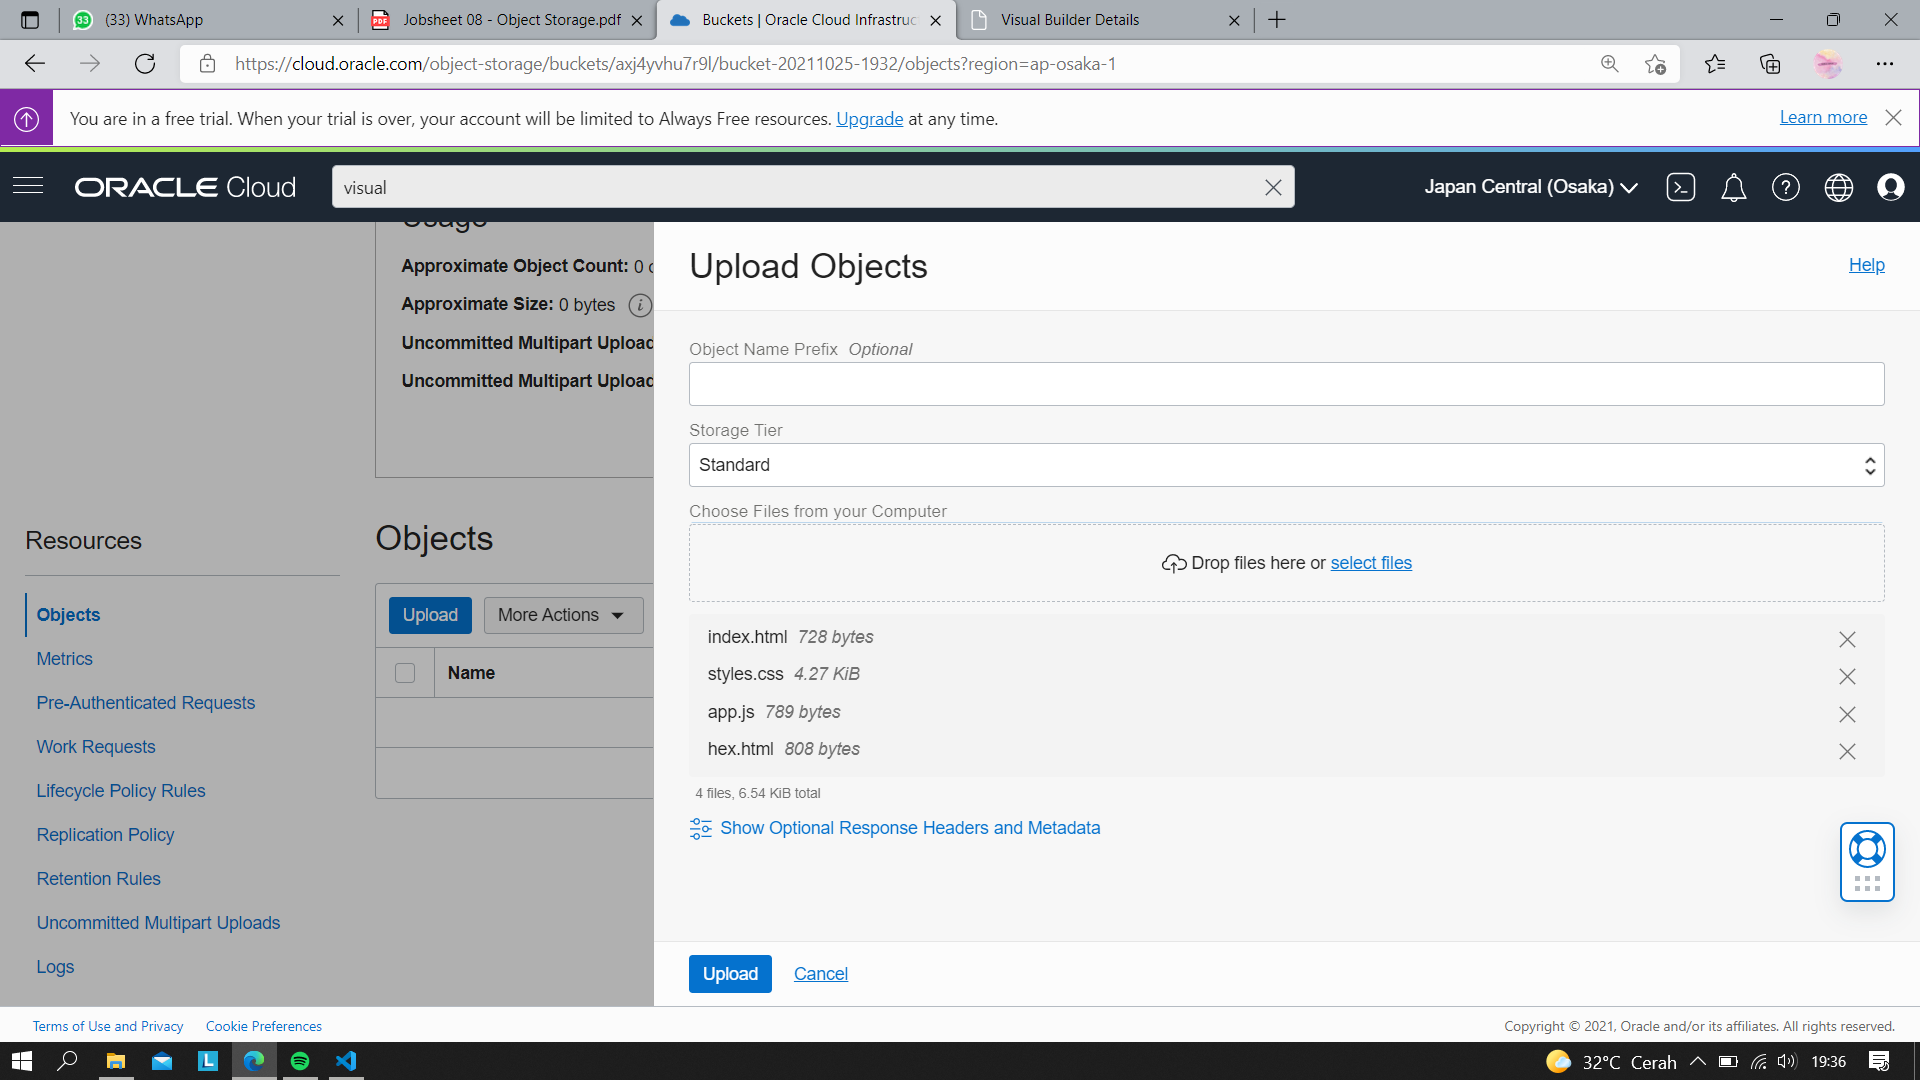 (33) WhatsApp
Jobsheet 08 - Object Storage.pdf
Buckets | Oracle Cloud Infrastruc
Visual Builder Details
https://cloud.oracle.com/object-storage/buckets/axj4yvhu7r9l/bucket-20211025-1932/objects?region=ap-osaka-1
You are in a free trial. When your trial is over, your account will be limited to Always Free resources. Upgrade at any time.
Learn more
ORACLE Cloud
visual
Japan Central (Osaka)
Usage
Approximate Object Count: 0
Approximate Size: 0 bytes
Uncommitted Multipart Upload
Uncommitted Multipart Upload
Resources
Objects
Metrics
Pre-Authenticated Requests
Work Requests
Lifecycle Policy Rules
Replication Policy
Retention Rules
Uncommitted Multipart Uploads
Logs
Objects
Upload
More Actions
Name
Upload Objects
Help
Object Name Prefix Optional
Storage Tier
Standard
Choose Files from your Computer
Drop files here or select files
index.html 728 bytes
styles.css 4.27 KiB
app.js 789 bytes
hex.html 808 bytes
4 files, 6.54 KiB total
Show Optional Response Headers and Metadata
Upload
Cancel
Terms of Use and Privacy
Cookie Preferences
Copyright © 2021, Oracle and/or its affiliates. All rights reserved.
32°C Cerah
19:36